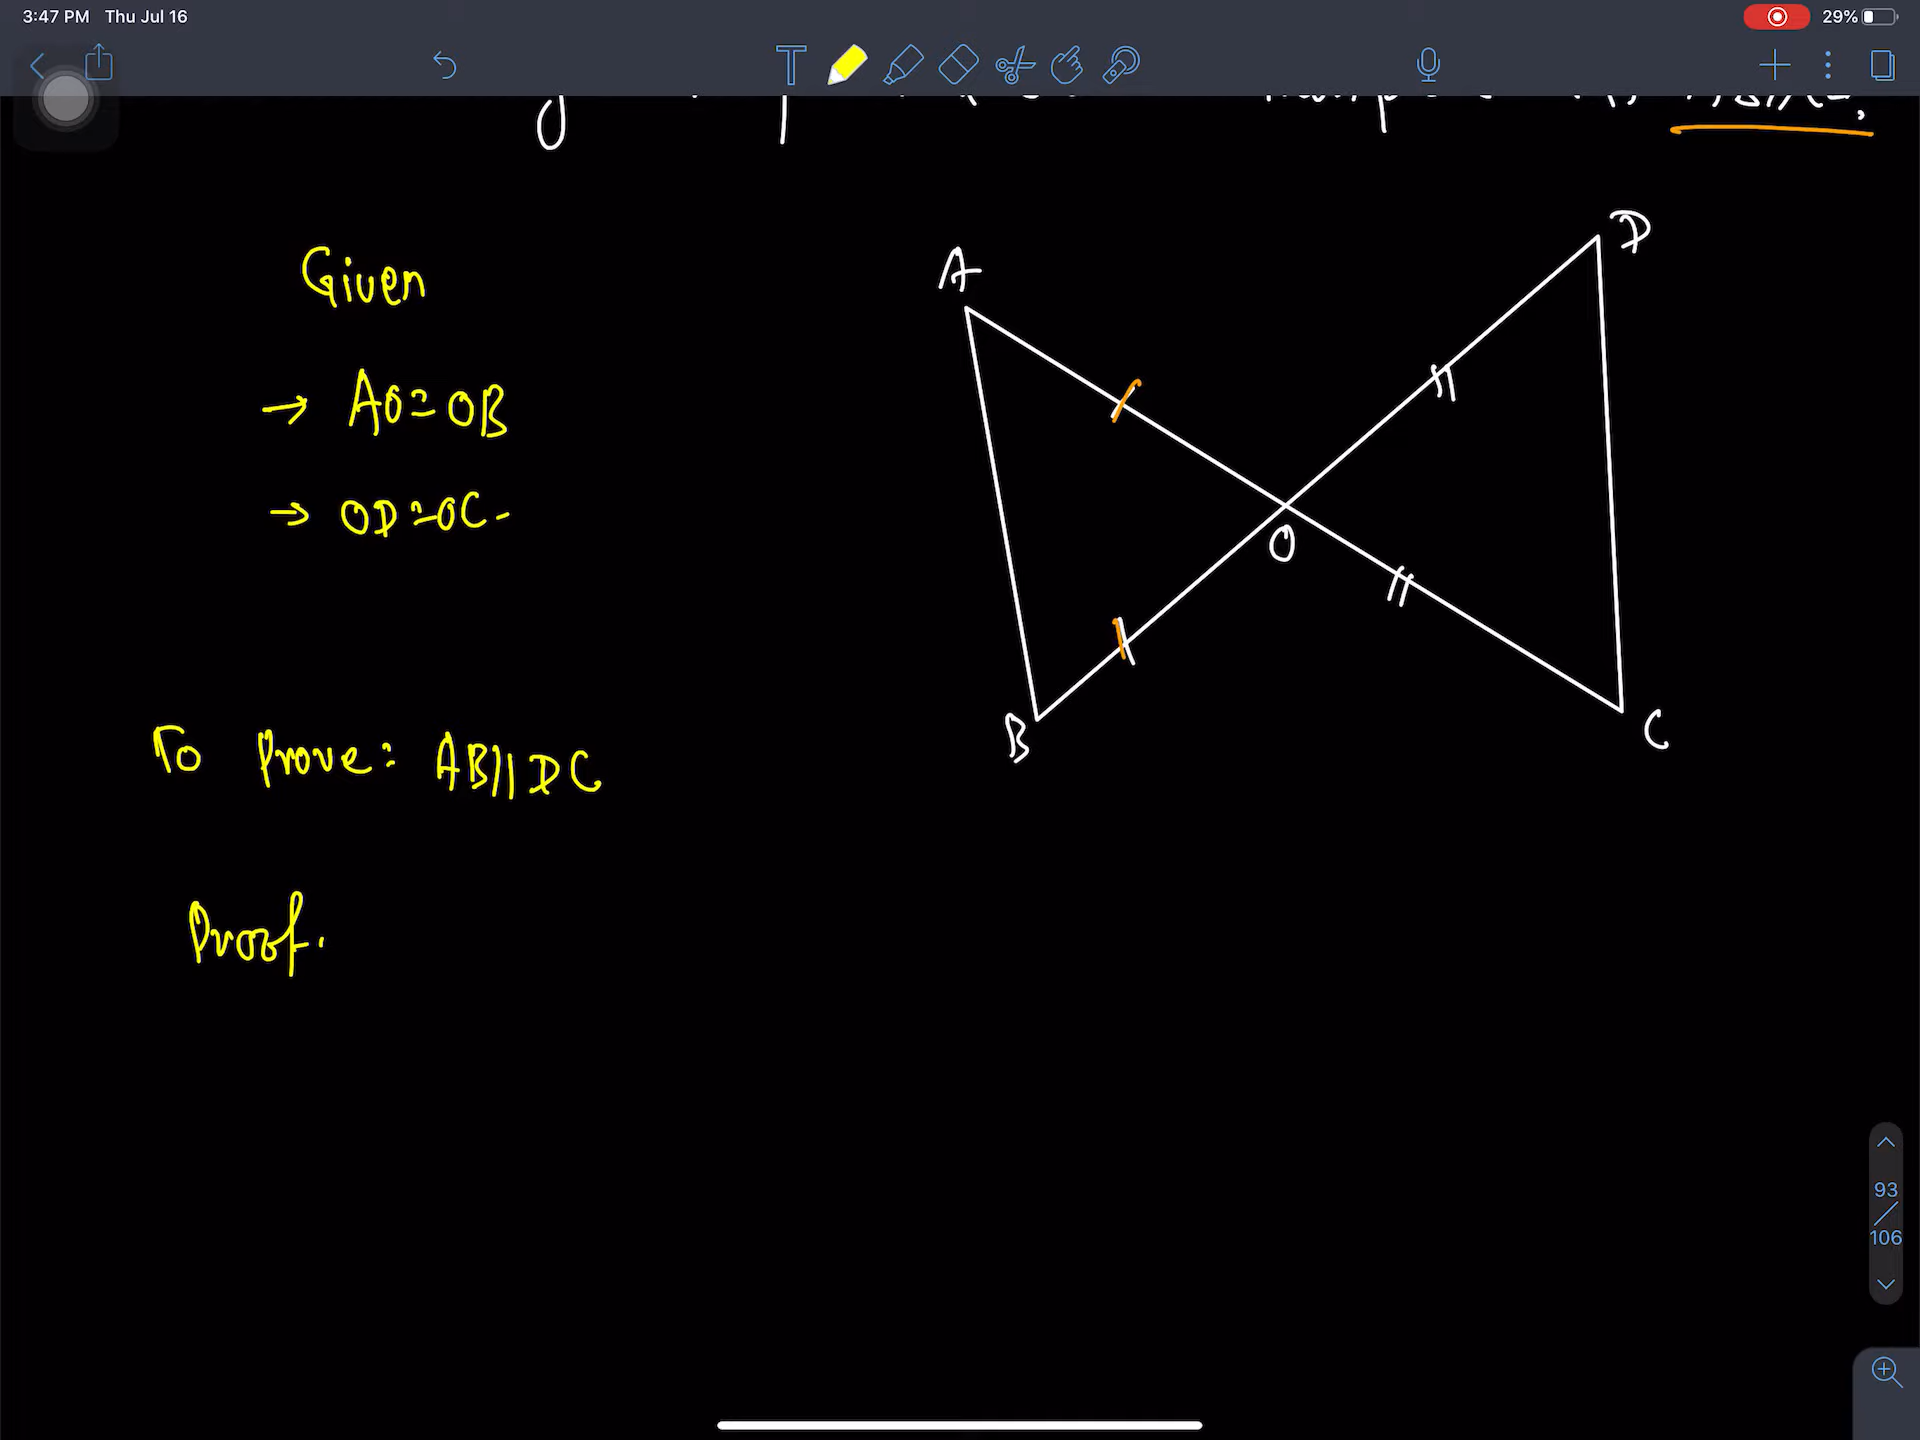 3:47 PM Thu Jul 16
29%
Given
→ AO=OB
→ OD=OC-
To Prove: AB||DC
Proof.
A
D
O
B
C
93
106